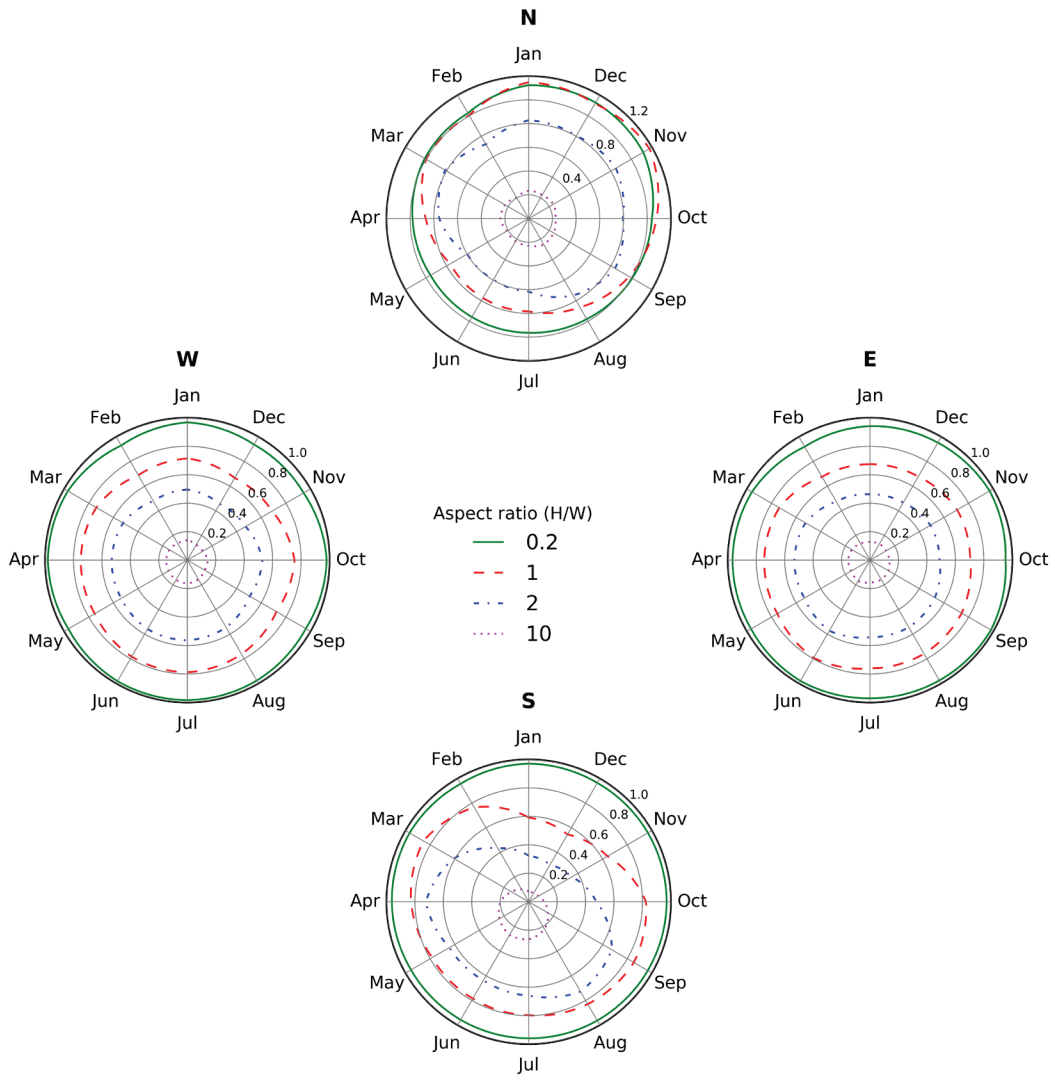 N
Jan
Feb
Dec
1.2
Mar
Nov
0.8
0.4
Apr
Oct
May
Sep
Jun
Aug
Jul
W
Jan
Feb
Dec
1.0
0.8
Mar
Nov
0.6
0.4
0.2
Apr
Oct
May
Sep
Jun
Aug
Jul
Aspect ratio (H/W)
0.2
1
2
10
E
Jan
Feb
Dec
1.0
0.8
Mar
Nov
0.6
0.4
0.2
Apr
Oct
May
Sep
Jun
Aug
Jul
S
Jan
Feb
Dec
1.0
0.8
Mar
Nov
0.6
0.4
0.2
Apr
Oct
May
Sep
Jun
Aug
Jul